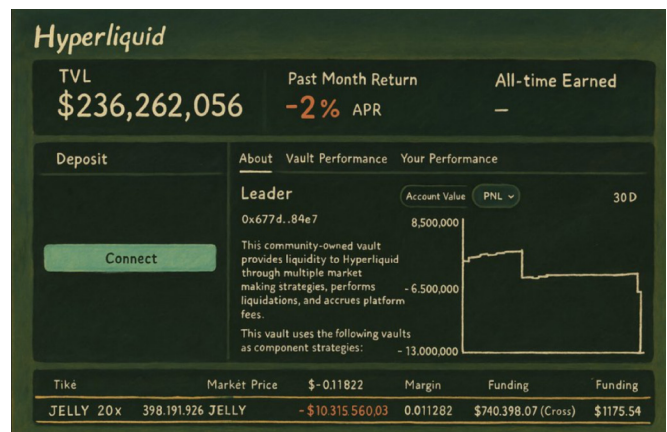 Hyperliquid
TVL
$236,262,056
Past Month Return
-2% APR
All-time Earned
–
Deposit
Connect
About Vault Performance Your Performance
Leader
0x677d..84e7
This community-owned vault
provides liquidity to Hyperliquid
through multiple market
making strategies, performs
liquidations, and accrues platform
fees.
This vault uses the following vaults
as component strategies:
Account Value PNL 30D
8,500,000
- 6.500,000
- 13.000,000
Tiké Market Price $-0.11822 Margin Funding Funding
JELLY 20x 398.191.926 JELLY - $10.315 560,03 0.011282 $740.398.07 (Cross) $1175.54